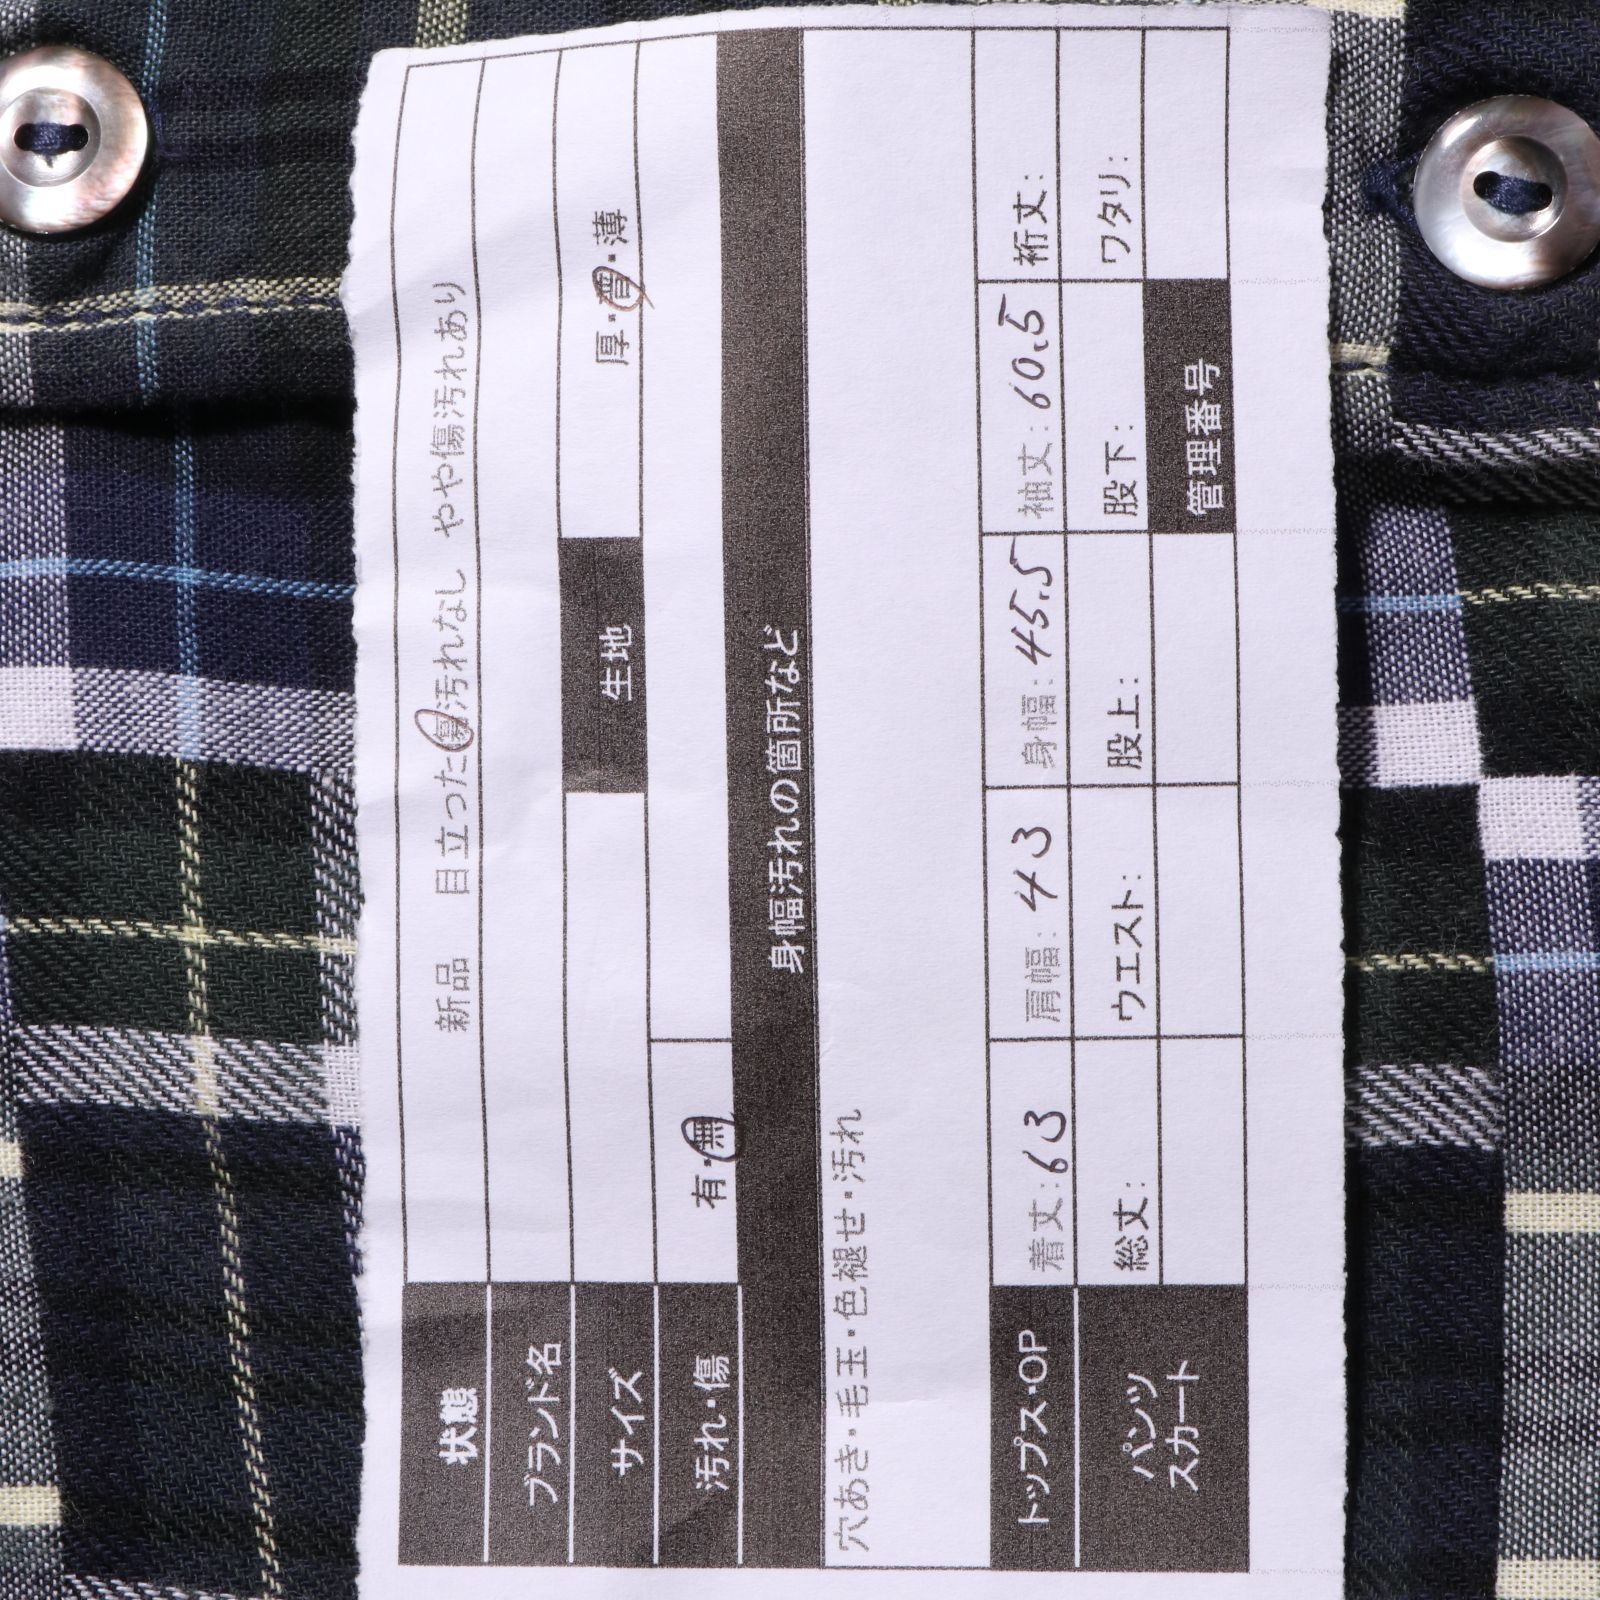 状態 新品 目立った傷汚れなし やや傷汚れあり
ブランド名
サイズ 生地 厚・普・薄
汚れ・傷 有・無
身幅汚れの箇所など
穴あき・毛玉・色褪せ・汚れ
トップス・OP 着丈:63 肩幅:43 身幅:45.5 袖丈:60.5 裄丈:
パンツ スカート 総丈: ウエスト: 股上: 股下: ワタリ:
管理番号